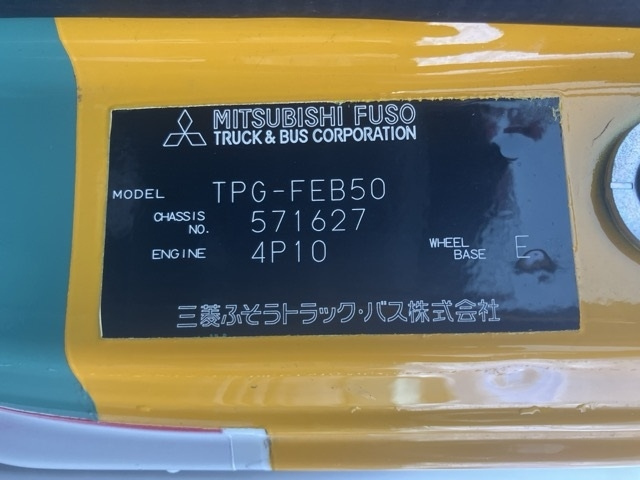 MITSUBISHI FUSO
TRUCK & BUS CORPORATION
MODEL TPG-FEB50
CHASSIS NO. 571627
ENGINE 4P10 WHEEL BASE E
三菱ふそうトラック・バス株式会社